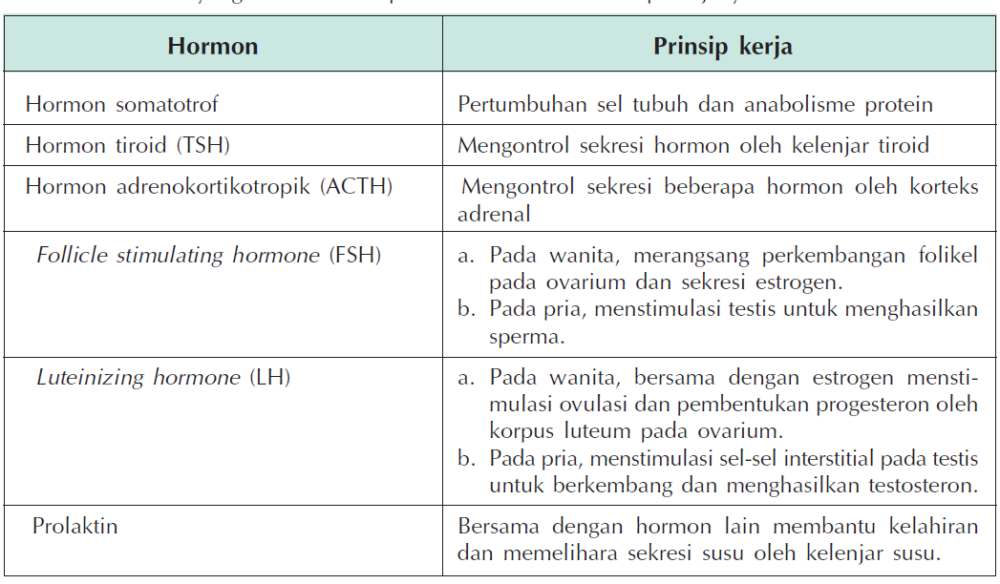 Hormon
Prinsip kerja
Hormon somatotrof
Pertumbuhan sel tubuh dan anabolisme protein
Hormon tiroid (TSH)
Mengontrol sekresi hormon oleh kelenjar tiroid
Hormon adrenokortikotropik (ACTH)
Mengontrol sekresi beberapa hormon oleh korteks
adrenal
Follicle stimulating hormone (FSH)
a. Pada wanita, merangsang perkembangan folikel
pada ovarium dan sekresi estrogen.
b. Pada pria, menstimulasi testis untuk menghasilkan
sperma.
Luteinizing hormone (LH)
a. Pada wanita, bersama dengan estrogen mensti-
mulasi ovulasi dan pembentukan progesteron oleh
korpus luteum pada ovarium.
b. Pada pria, menstimulasi sel-sel interstitial pada testis
untuk berkembang dan menghasilkan testosteron.
Prolaktin
Bersama dengan hormon lain membantu kelahiran
dan memelihara sekresi susu oleh kelenjar susu.